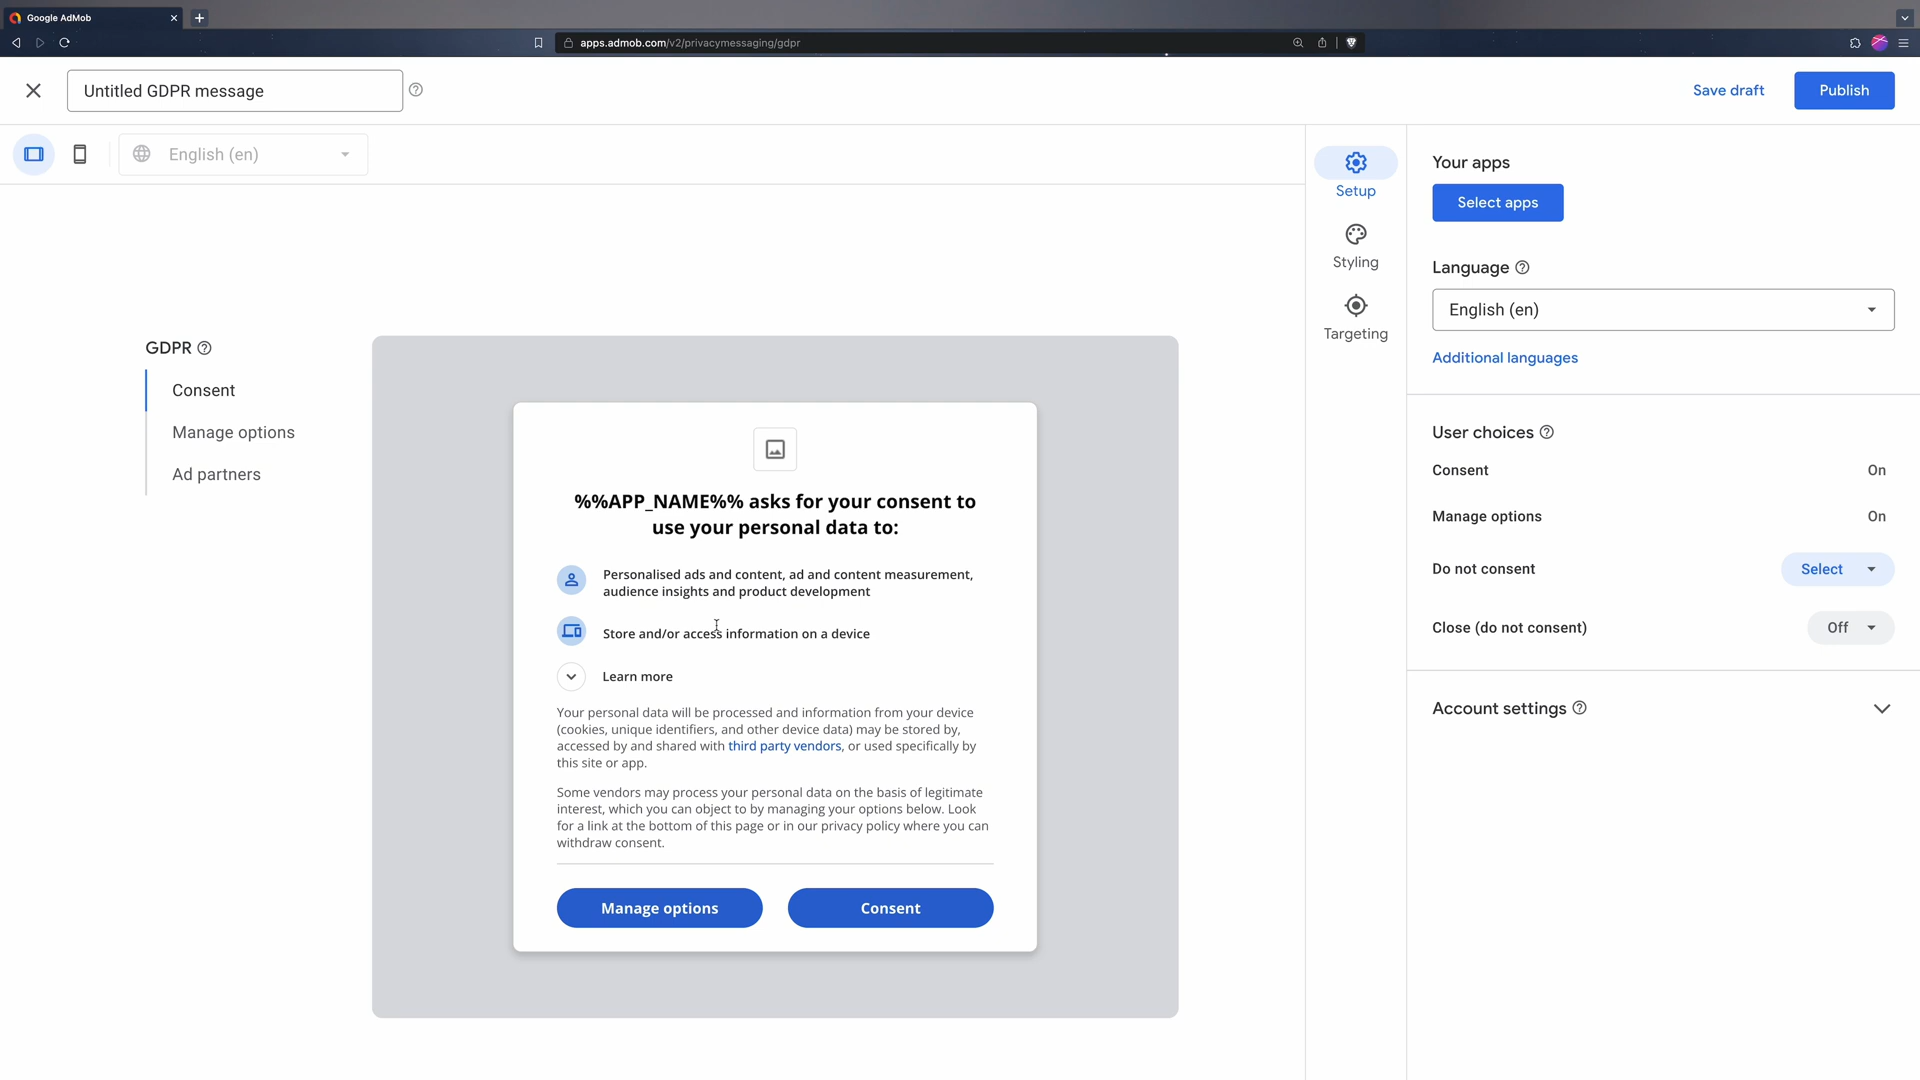 Google AdMob
apps.admob.com/v2/privacymessaging/gdpr
Untitled GDPR message
Save draft
Publish
English (en)
Setup
Styling
Targeting
Your apps
Select apps
Language
English (en)
Additional languages
User choices
Consent
On
Manage options
On
Do not consent
Select
Close (do not consent)
Off
Account settings
GDPR
Consent
Manage options
Ad partners
%%APP_NAME%% asks for your consent to
use your personal data to:
Personalised ads and content, ad and content measurement,
audience insights and product development
Store and/or access information on a device
Learn more
Your personal data will be processed and information from your device
(cookies, unique identifiers, and other device data) may be stored by,
accessed by and shared with third party vendors, or used specifically by
this site or app.
Some vendors may process your personal data on the basis of legitimate
interest, which you can object to by managing your options below. Look
for a link at the bottom of this page or in our privacy policy where you can
withdraw consent.
Manage options
Consent